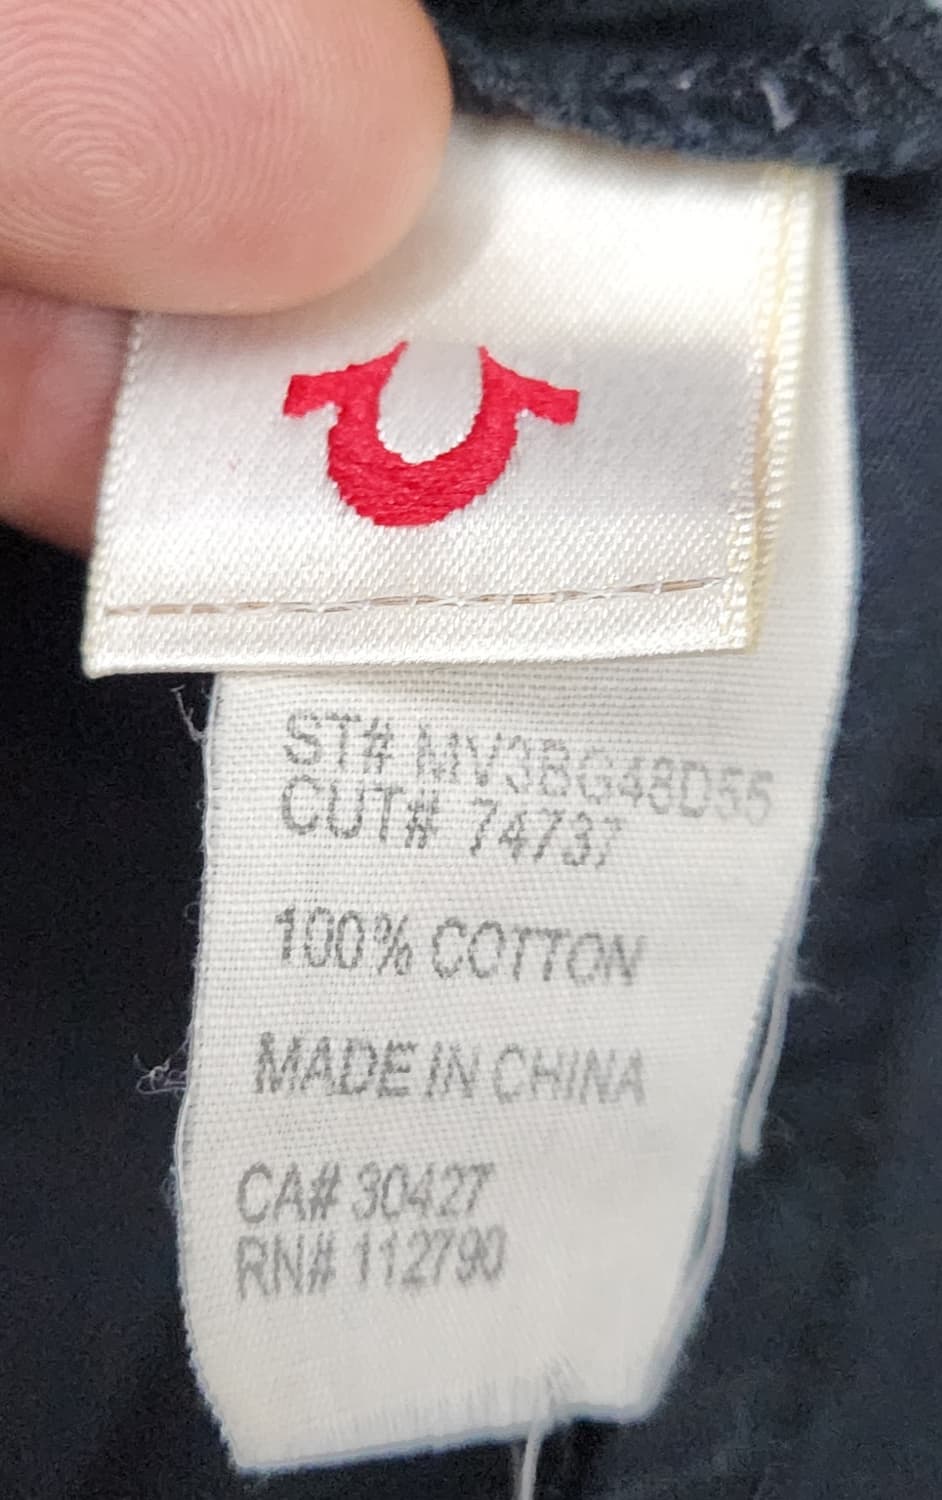 ST# MV3BG48D55
CUT# 74737
100% COTTON
MADE IN CHINA
CA# 30427
RN# 112790